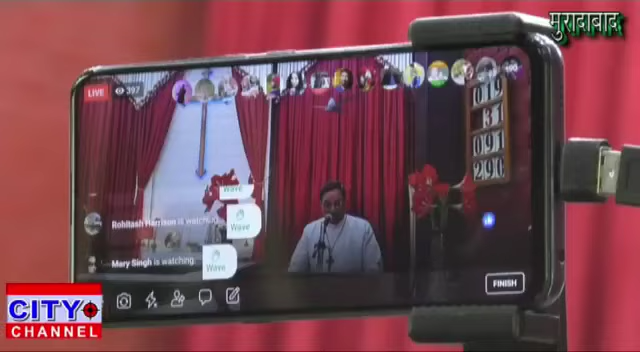 मुरादाबाद
LIVE 397
019
31
091
290
Wave
Rohitash Harrison is watching.
Wave
Mary Singh is watching.
Wave
FINISH
CITY
CHANNEL